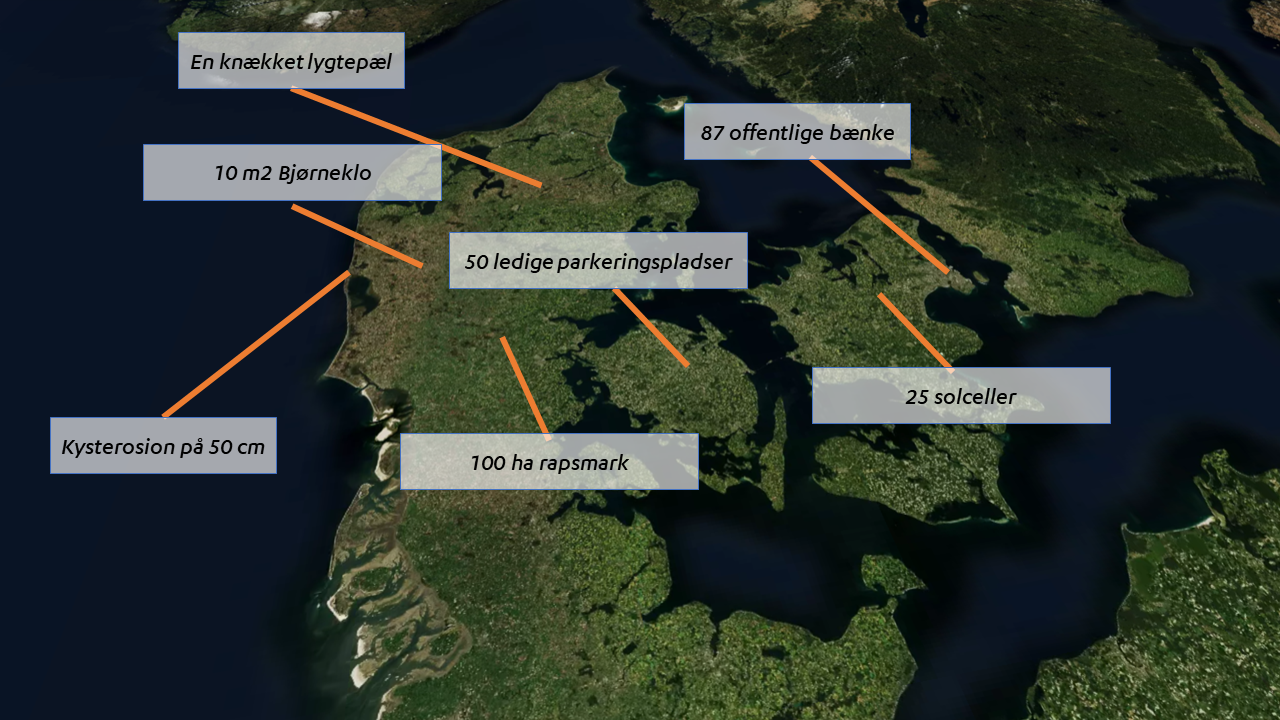 En knækket lygtepæl
87 offentlige bænke
10 m2 Bjørneklo
50 ledige parkeringspladser
25 solceller
Kysterosion på 50 cm
100 ha rapsmark